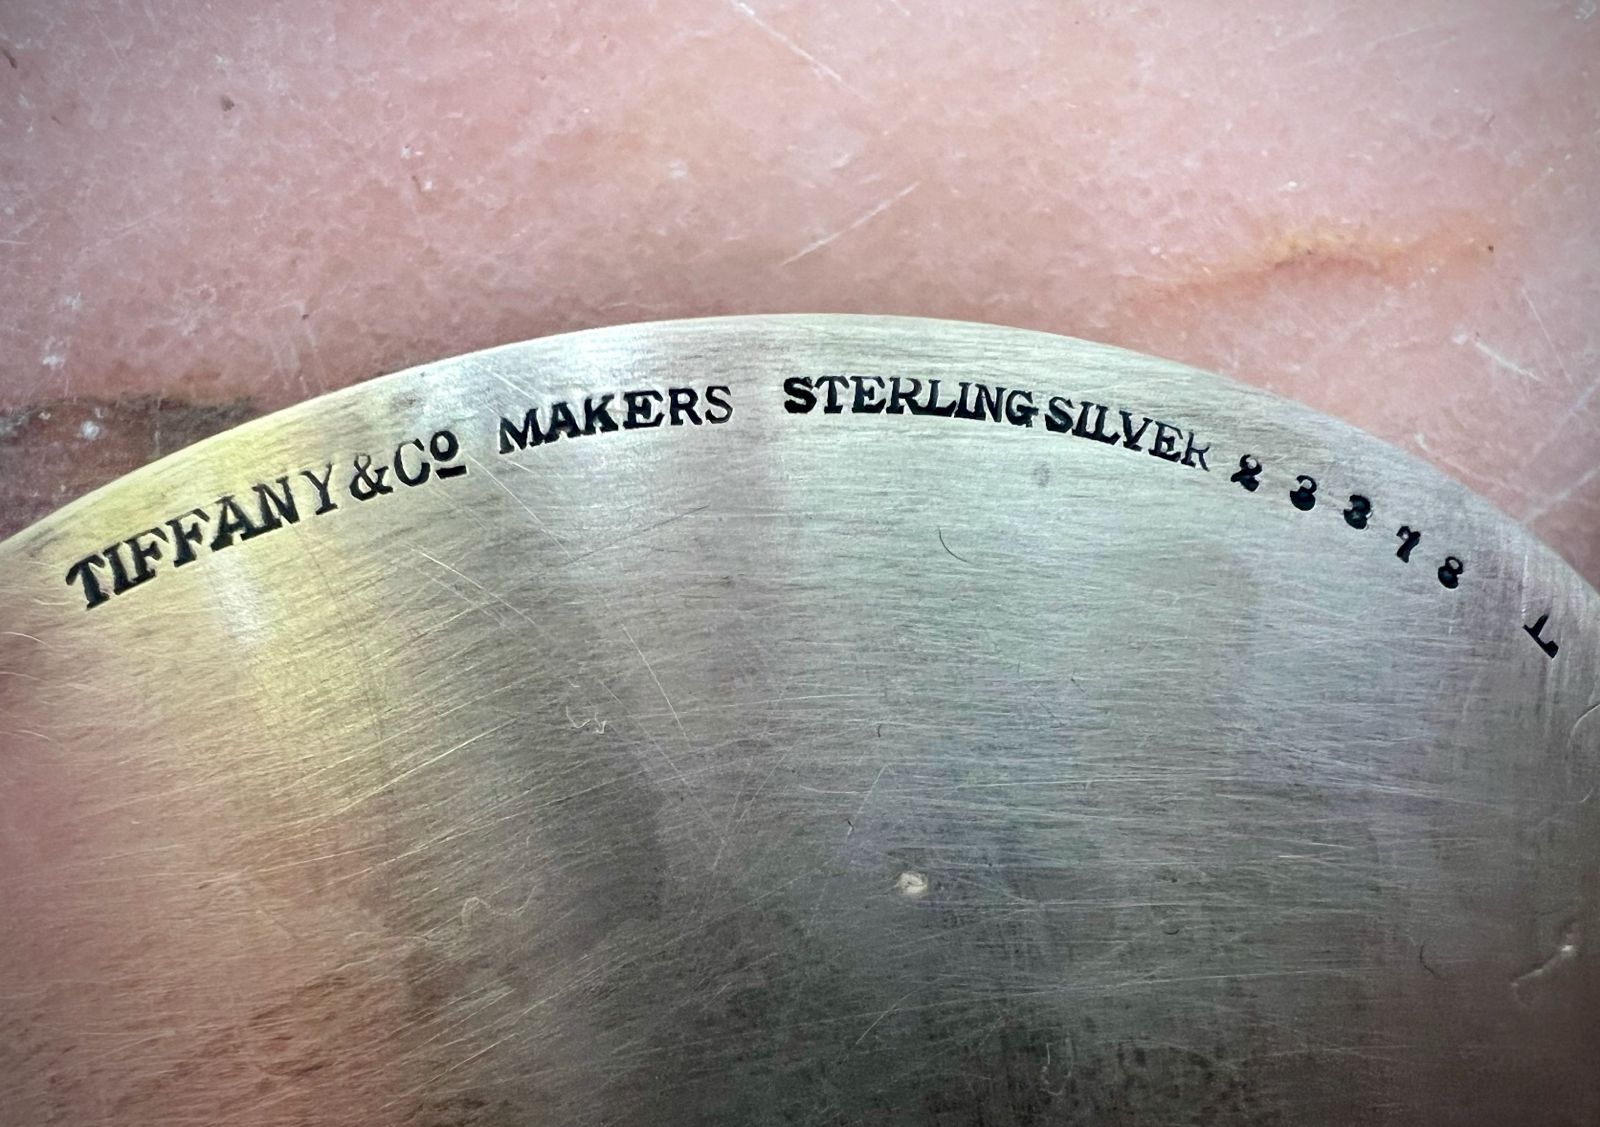 TIFFANY & Cº MAKERS STERLING SILVER 23378 L